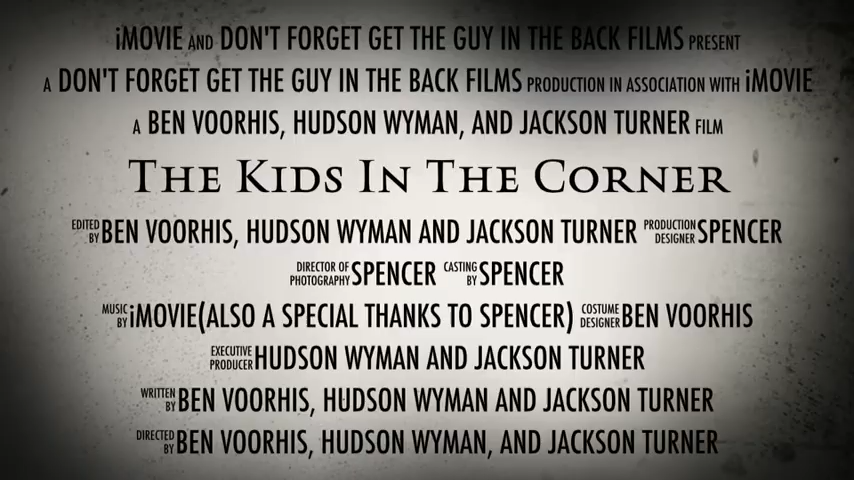 iMOVIE AND DON'T FORGET GET THE GUY IN THE BACK FILMS PRESENT
A DON'T FORGET GET THE GUY IN THE BACK FILMS PRODUCTION IN ASSOCIATION WITH iMOVIE
A BEN VOORHIS, HUDSON WYMAN, AND JACKSON TURNER FILM
THE KIDS IN THE CORNER
EDITED BY BEN VOORHIS, HUDSON WYMAN AND JACKSON TURNER PRODUCTION DESIGNER SPENCER
DIRECTOR OF PHOTOGRAPHY SPENCER CASTING BY SPENCER
MUSIC BY iMOVIE(ALSO A SPECIAL THANKS TO SPENCER) COSTUME DESIGNER BEN VOORHIS
EXECUTIVE PRODUCER HUDSON WYMAN AND JACKSON TURNER
WRITTEN BY BEN VOORHIS, HUDSON WYMAN AND JACKSON TURNER
DIRECTED BY BEN VOORHIS, HUDSON WYMAN, AND JACKSON TURNER